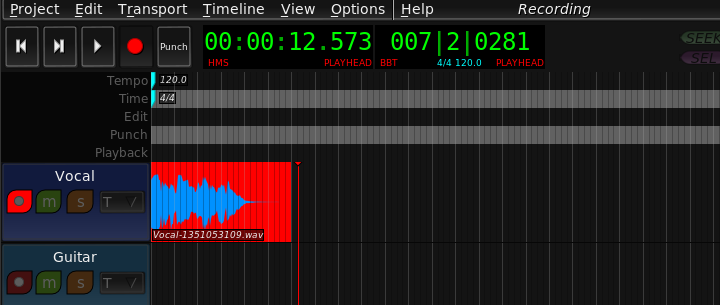 Project Edit Transport Timeline View Options Help Recording
Punch 00:00:12.573 007|2|0281 SEEK
HMS PLAYHEAD BBT 4/4 120.0 PLAYHEAD SEL
Tempo 120.0
Time 4/4
Edit
Punch
Playback
Vocal
m s T
Vocal-1351053109.wav
Guitar
m s T